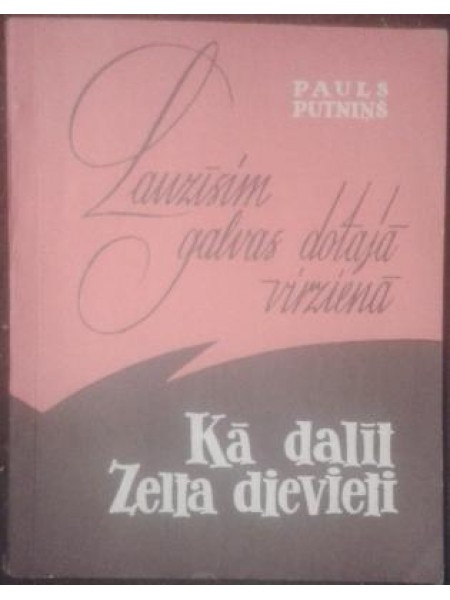 PAULS
PUTNIŅŠ
Lauzīsim
galvas dotajā
virzienā
Kā dalīt
Zelta dievieti